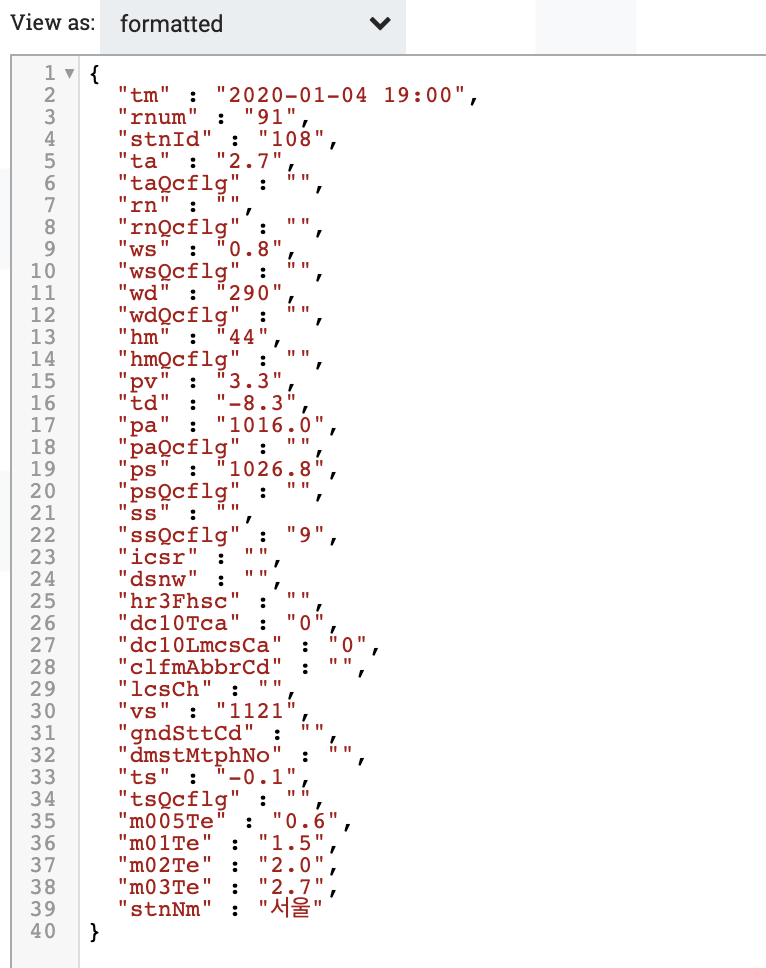 View as: formatted
1 {
2 "tm" : "2020-01-04 19:00",
3 "rnum" : "91",
4 "stnId" : "108",
5 "ta" : "2.7",
6 "taQcflg" : "",
7 "rn" : "",
8 "rnQcflg" : "",
9 "ws" : "0.8",
10 "wsQcflg" : "",
11 "wd" : "290",
12 "wdQcflg" : "",
13 "hm" : "44",
14 "hmQcflg" : "",
15 "pv" : "3.3",
16 "td" : "-8.3",
17 "pa" : "1016.0",
18 "paQcflg" : "",
19 "ps" : "1026.8",
20 "psQcflg" : "",
21 "ss" : "",
22 "ssQcflg" : "9",
23 "icsr" : "",
24 "dsnw" : "",
25 "hr3Fhsc" : "",
26 "dc10Tca" : "0",
27 "dc10LmcsCa" : "0",
28 "clfmAbbrCd" : "",
29 "lcsCh" : "",
30 "vs" : "1121",
31 "gndSttCd" : "",
32 "dmstMtphNo" : "",
33 "ts" : "-0.1",
34 "tsQcflg" : "",
35 "m005Te" : "0.6",
36 "m01Te" : "1.5",
37 "m02Te" : "2.0",
38 "m03Te" : "2.7",
39 "stnNm" : "서울"
40 }